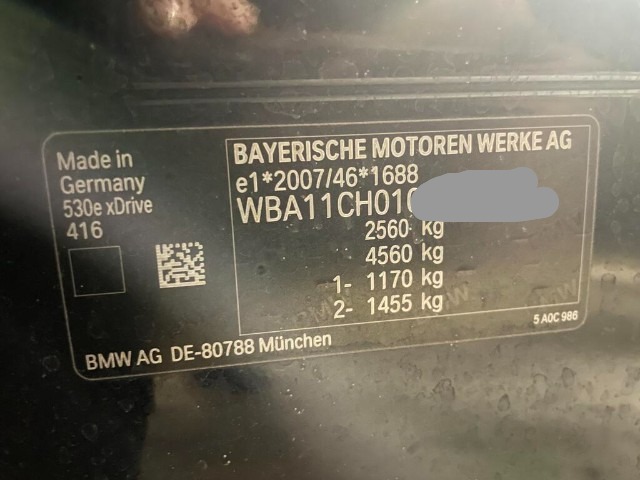 Made in
Germany
530e xDrive
416
BAYERISCHE MOTOREN WERKE AG
e1*2007/46*1688
WBA11CH010
2560 kg
4560 kg
1- 1170 kg
2- 1455 kg
5 A0C 986
BMW AG DE-80788 München